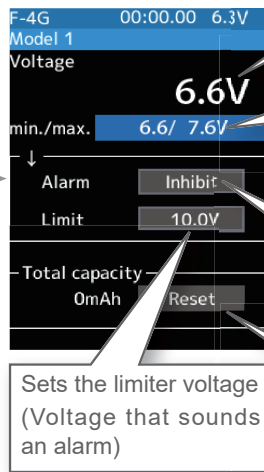 F-4G 00:00.00 6.3V
Model 1
Voltage
6.6V
min./max. 6.6/ 7.6V
↓
Alarm Inhibit
Limit 10.0V
Total capacity
0mAh Reset
Sets the limiter voltage
(Voltage that sounds
an alarm)